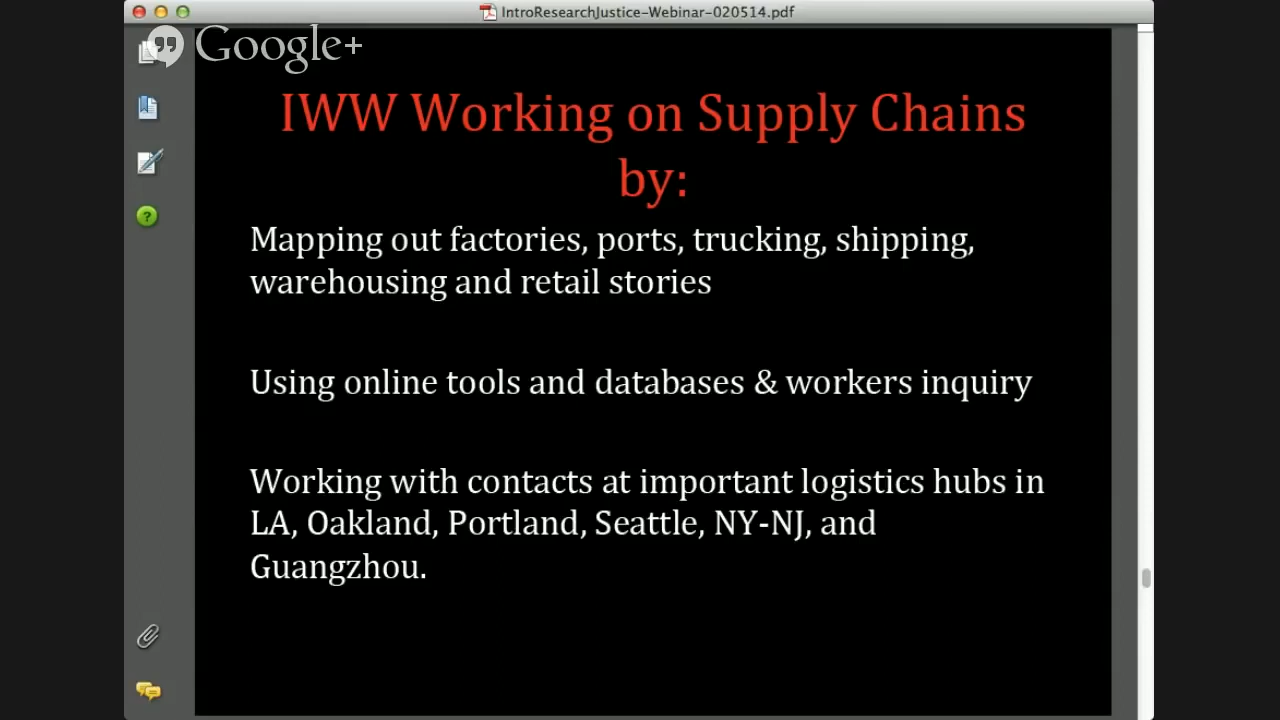 IntroResearchJustice-Webinar-020514.pdf
Google+
IWW Working on Supply Chains
by:
Mapping out factories, ports, trucking, shipping,
warehousing and retail stories
Using online tools and databases & workers inquiry
Working with contacts at important logistics hubs in
LA, Oakland, Portland, Seattle, NY-NJ, and
Guangzhou.